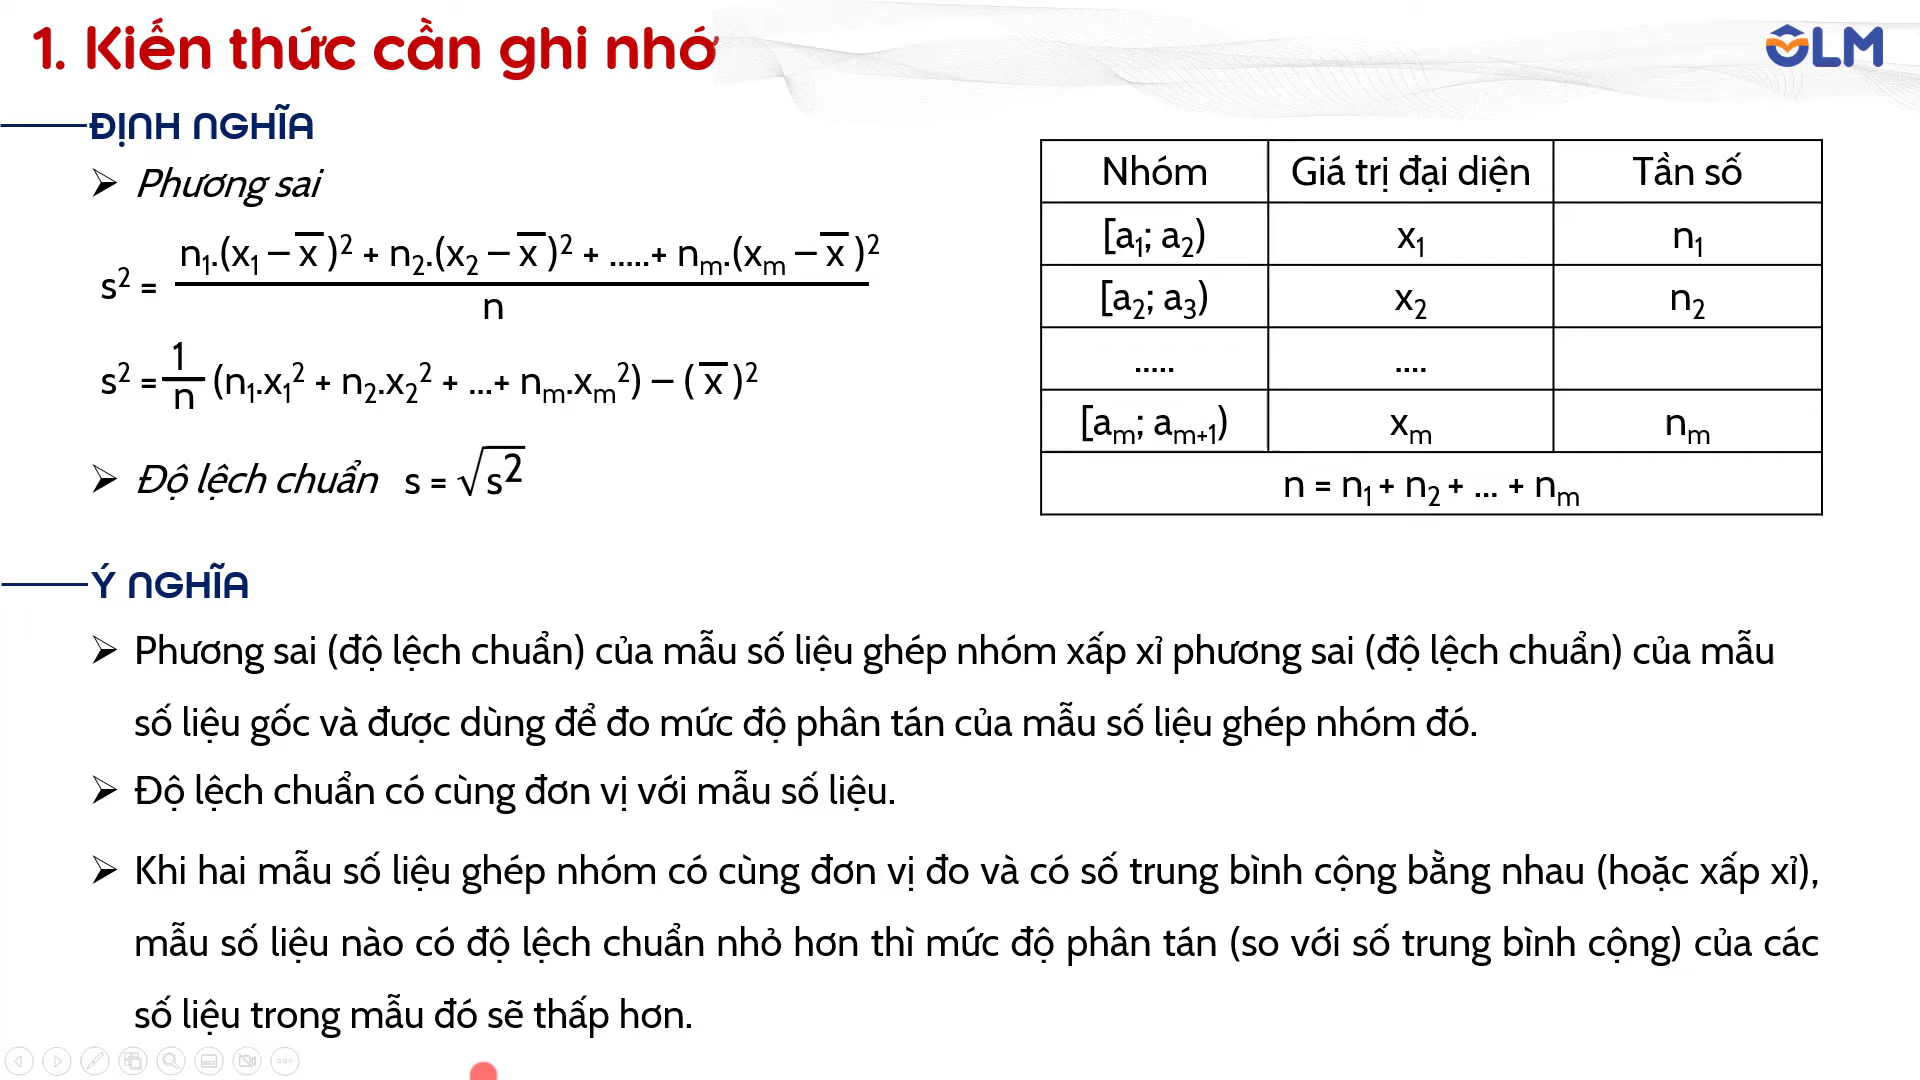 1. Kiến thức cần ghi nhớ
OLM
ĐỊNH NGHĨA
➢ Phương sai
s² = (n₁.(x₁ – x̅)² + n₂.(x₂ – x̅)² + .....+ nₘ.(xₘ – x̅)²) / n
s² = 1/n (n₁.x₁² + n₂.x₂² + ...+ nₘ.xₘ²) – (x̅)²
➢ Độ lệch chuẩn s = √s²
Nhóm Giá trị đại diện Tần số
[a₁; a₂) x₁ n₁
[a₂; a₃) x₂ n₂
..... ....
[aₘ; aₘ₊₁) xₘ nₘ
n = n₁ + n₂ + ... + nₘ
Ý NGHĨA
➢ Phương sai (độ lệch chuẩn) của mẫu số liệu ghép nhóm xấp xỉ phương sai (độ lệch chuẩn) của mẫu
số liệu gốc và được dùng để đo mức độ phân tán của mẫu số liệu ghép nhóm đó.
➢ Độ lệch chuẩn có cùng đơn vị với mẫu số liệu.
➢ Khi hai mẫu số liệu ghép nhóm có cùng đơn vị đo và có số trung bình cộng bằng nhau (hoặc xấp xỉ),
mẫu số liệu nào có độ lệch chuẩn nhỏ hơn thì mức độ phân tán (so với số trung bình cộng) của các
số liệu trong mẫu đó sẽ thấp hơn.